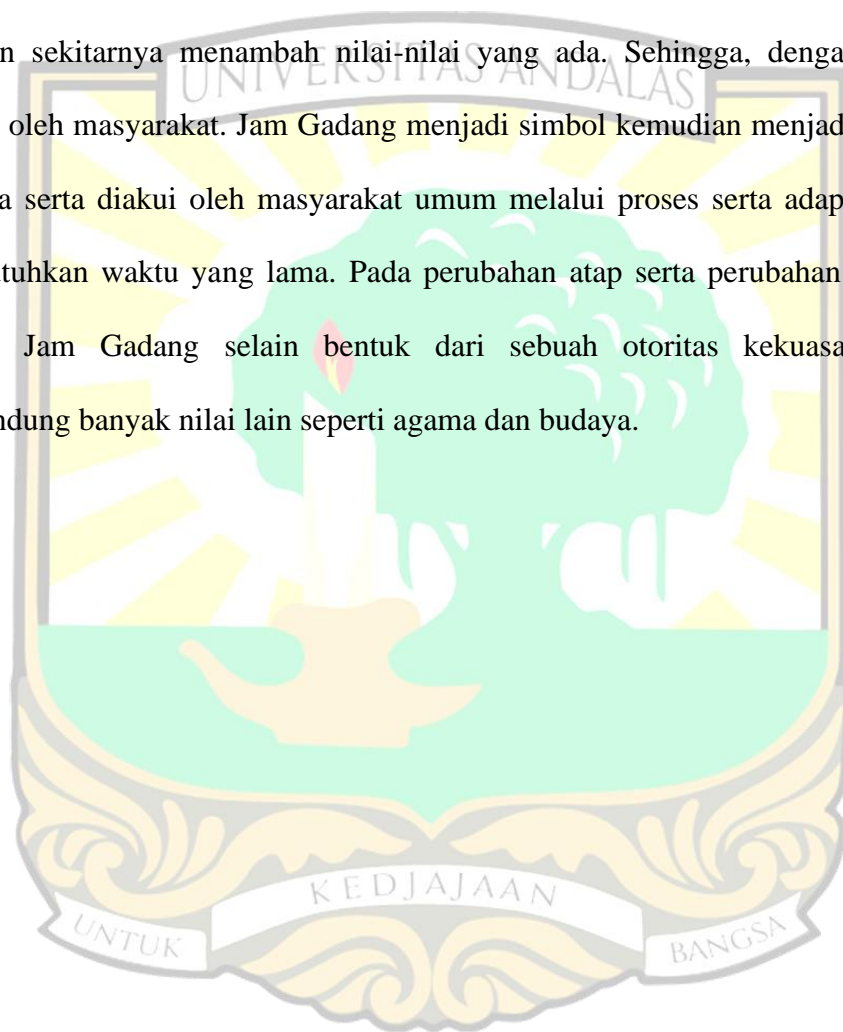 n sekitarnya menambah nilai-nilai yang ada. Sehingga, denga
oleh masyarakat. Jam Gadang menjadi simbol kemudian menjad
a serta diakui oleh masyarakat umum melalui proses serta adap
tuhkan waktu yang lama. Pada perubahan atap serta perubahan
Jam Gadang selain bentuk dari sebuah otoritas kekuasa
ndung banyak nilai lain seperti agama dan budaya.
UNIVERSITAS ANDALAS
UNTUK KEDJAJAAN BANGSA